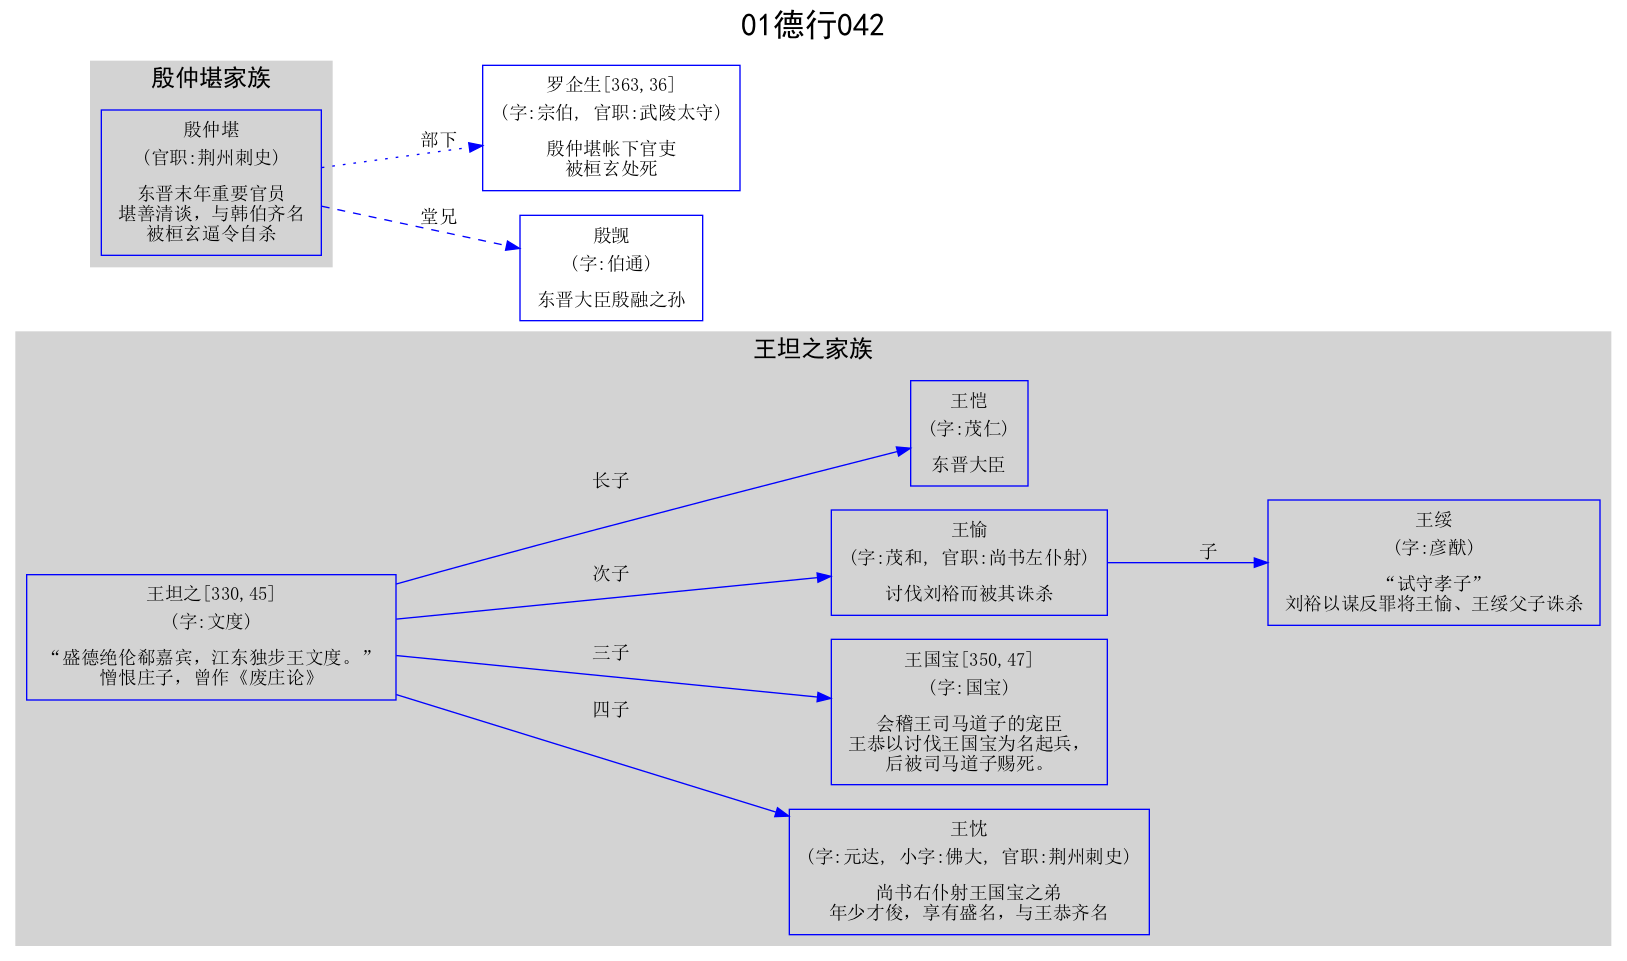 01德行042
殷仲堪家族
殷仲堪
(官职:荆州刺史)
东晋末年重要官员
堪善清谈，与韩伯齐名
被桓玄逼令自杀
部下
罗企生[363,36]
(字:宗伯, 官职:武陵太守)
殷仲堪帐下官吏
被桓玄处死
堂兄
殷觊
(字:伯通)
东晋大臣殷融之孙
王坦之家族
王坦之[330,45]
(字:文度)
“盛德绝伦郗嘉宾，江东独步王文度。”
憎恨庄子，曾作《废庄论》
长子
王恺
(字:茂仁)
东晋大臣
次子
王愉
(字:茂和, 官职:尚书左仆射)
讨伐刘裕而被其诛杀
子
王绥
(字:彦猷)
“试守孝子”
刘裕以谋反罪将王愉、王绥父子诛杀
三子
王国宝[350,47]
(字:国宝)
会稽王司马道子的宠臣
王恭以讨伐王国宝为名起兵，
后被司马道子赐死。
四子
王忱
(字:元达, 小字:佛大, 官职:荆州刺史)
尚书右仆射王国宝之弟
年少才俊，享有盛名，与王恭齐名